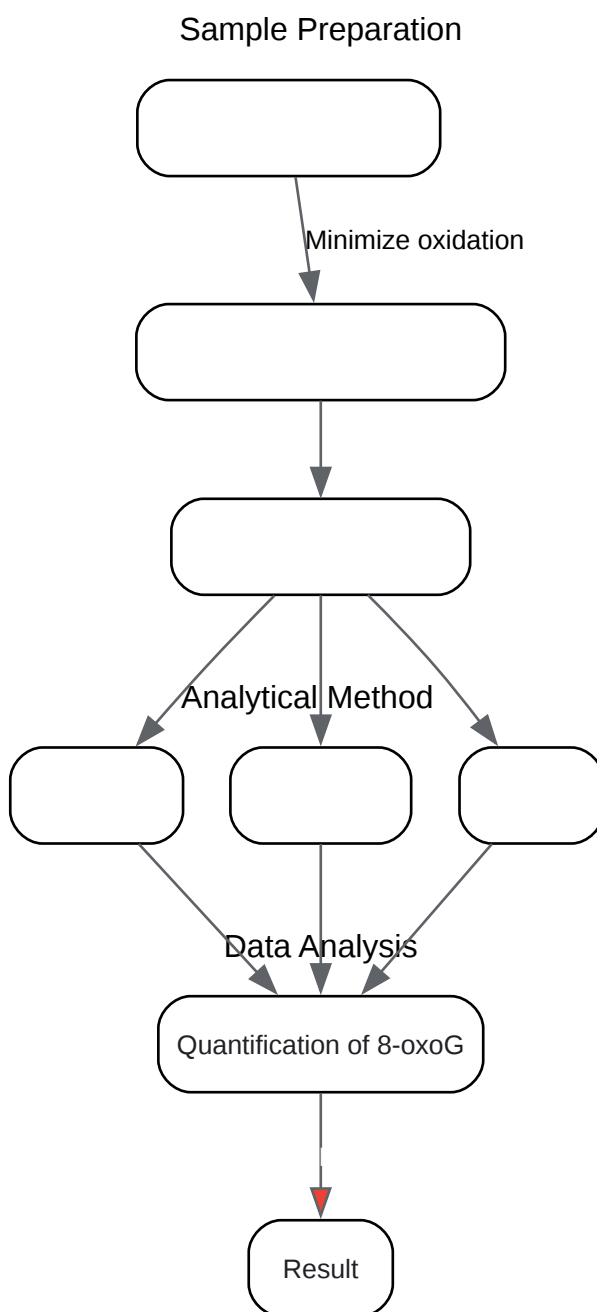 Sample Preparation
Minimize oxidation
Analytical Method
Data Analysis
Quantification of 8-oxoG
Result